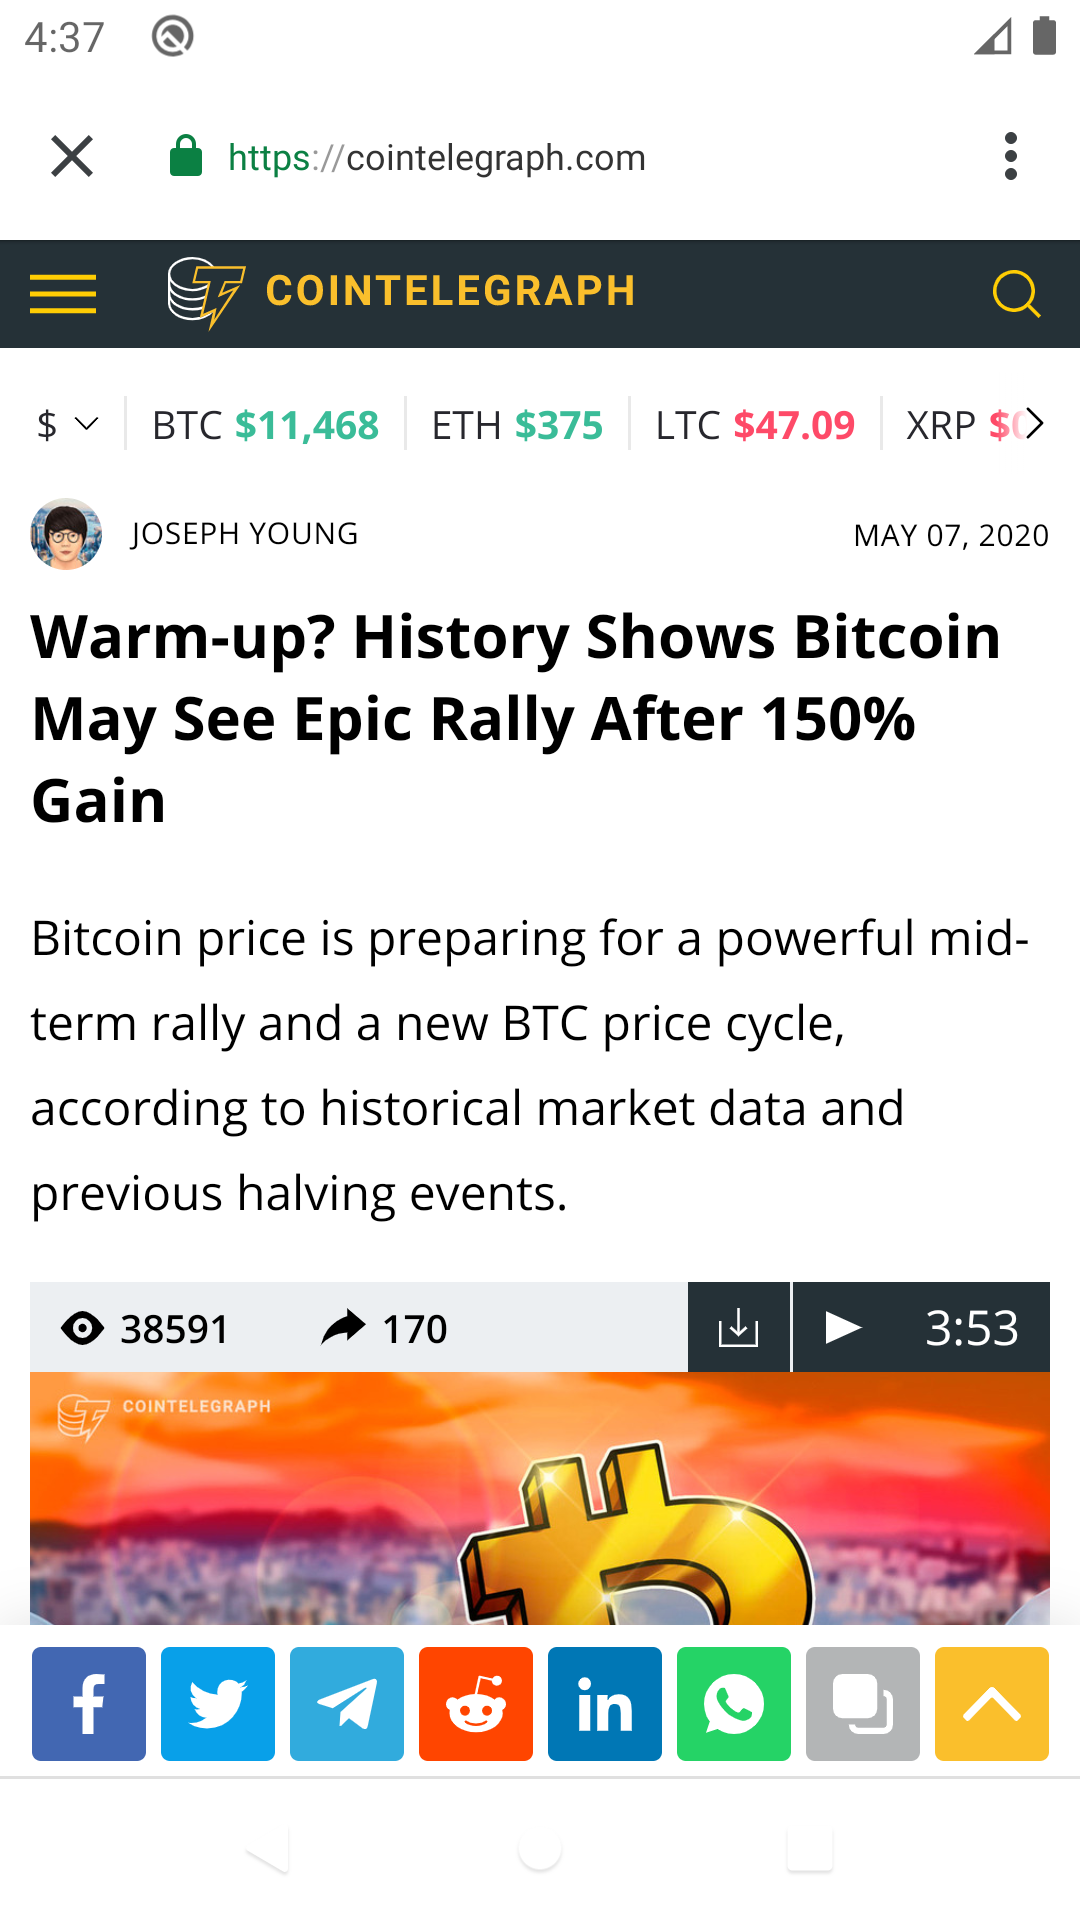 4:37
https://cointelegraph.com
COINTELEGRAPH
$ BTC $11,468 ETH $375 LTC $47.09 XRP
JOSEPH YOUNG MAY 07, 2020
Warm-up? History Shows Bitcoin
May See Epic Rally After 150%
Gain
Bitcoin price is preparing for a powerful mid-
term rally and a new BTC price cycle,
according to historical market data and
previous halving events.
38591 170 3:53
COINTELEGRAPH